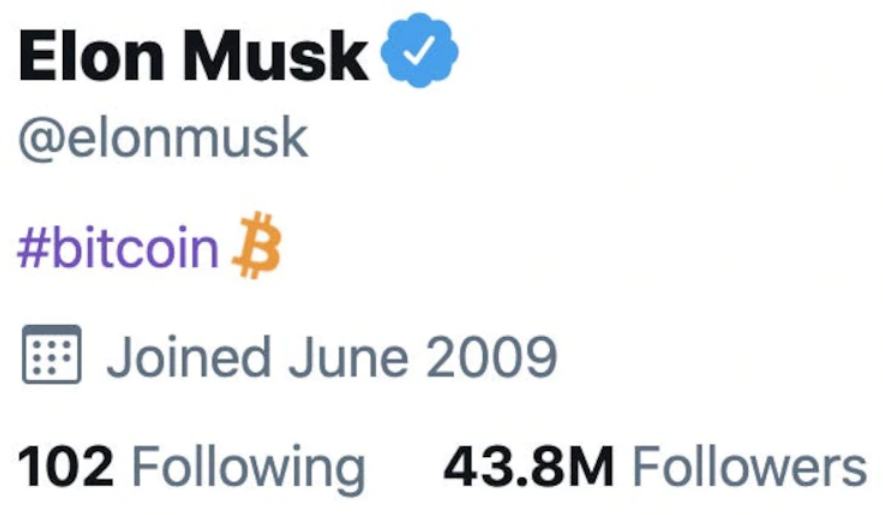 Elon Musk
@elonmusk
#bitcoin
Joined June 2009
102 Following 43.8M Followers